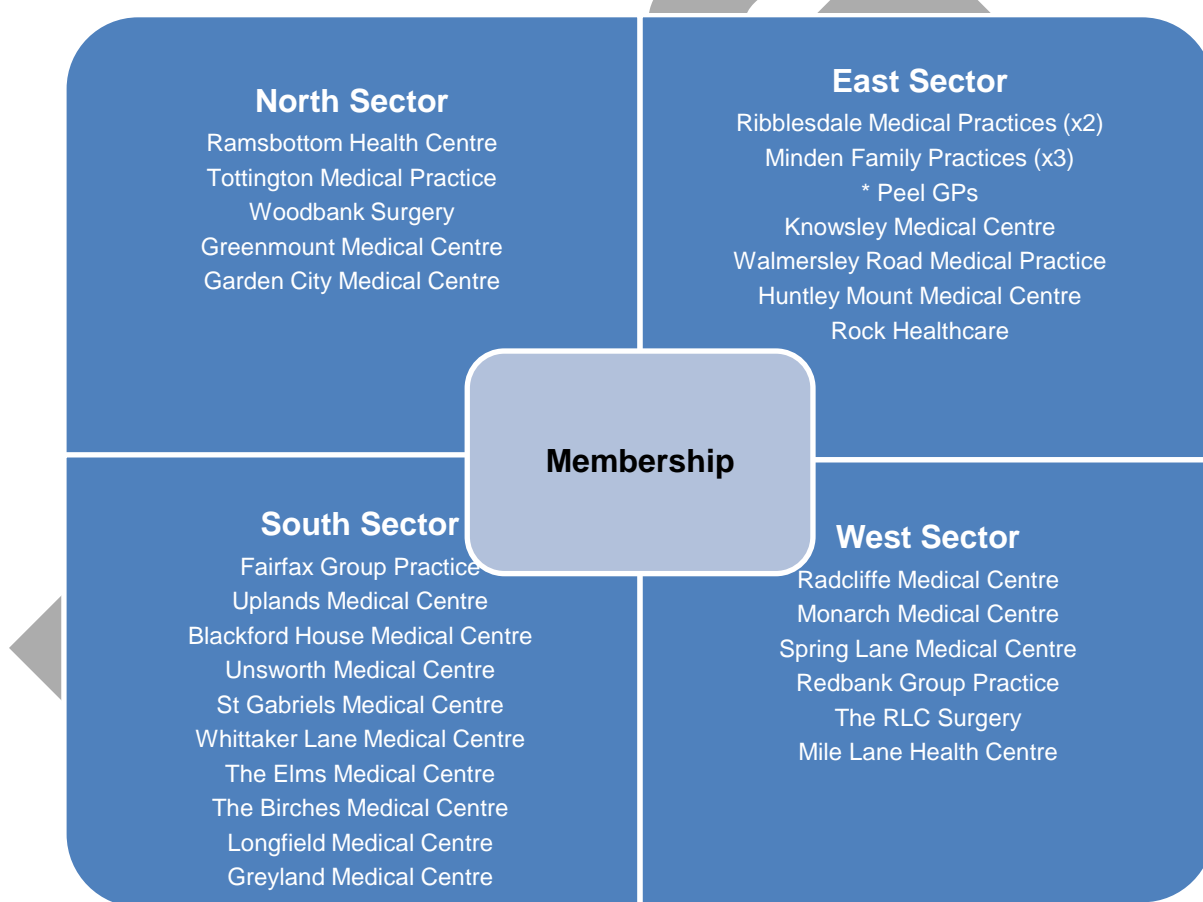 North Sector
Ramsbottom Health Centre
Tottington Medical Practice
Woodbank Surgery
Greenmount Medical Centre
Garden City Medical Centre
East Sector
Ribblesdale Medical Practices (x2)
Minden Family Practices (x3)
* Peel GPs
Knowsley Medical Centre
Walmersley Road Medical Practice
Huntley Mount Medical Centre
Rock Healthcare
Membership
South Sector
Fairfax Group Practice
Uplands Medical Centre
Blackford House Medical Centre
Unsworth Medical Centre
St Gabriels Medical Centre
Whittaker Lane Medical Centre
The Elms Medical Centre
The Birches Medical Centre
Longfield Medical Centre
Greyland Medical Centre
West Sector
Radcliffe Medical Centre
Monarch Medical Centre
Spring Lane Medical Centre
Redbank Group Practice
The RLC Surgery
Mile Lane Health Centre